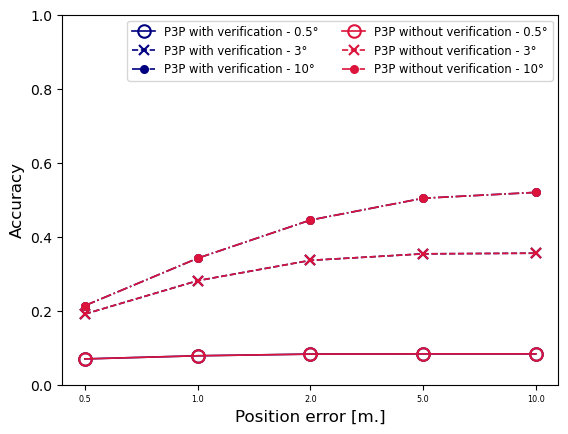 P3P with verification - 0.5°
P3P with verification - 3°
P3P with verification - 10°
P3P without verification - 0.5°
P3P without verification - 3°
P3P without verification - 10°
1.0
0.8
0.6
0.4
0.2
0.0
Accuracy
0.5 1.0 2.0 5.0 10.0
Position error [m.]